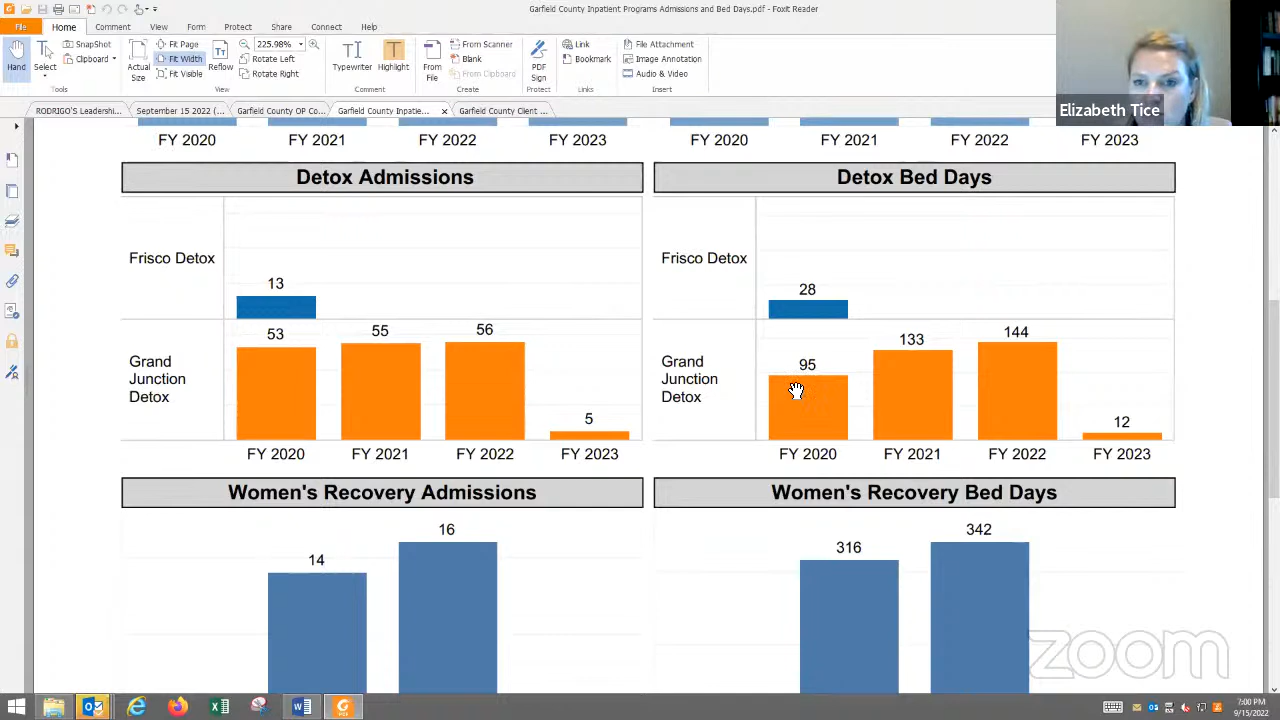 Garfield County Inpatient Programs Admissions and Bed Days.pdf - Foxit Reader
File Home Comment View Form Protect Share Connect Help
Hand
Select
SnapShot
Clipboard
Tools
Actual Size
Fit Page
Fit Width
Fit Visible
Reflow
225.98%
Rotate Left
Rotate Right
View
Typewriter
Highlight
Comment
From File
From Scanner
Blank
From Clipboard
Create
PDF Sign
Protect
Link
Bookmark
Links
File Attachment
Image Annotation
Audio & Video
Insert
Elizabeth Tice
RODRIGO'S Leadershi... September 15 2022 (... Garfield County OP Co... Garfield County Inpatie... Garfield County Client ...
FY 2020 FY 2021 FY 2022 FY 2023 FY 2020 FY 2021 FY 2022 FY 2023
Detox Admissions
Frisco Detox
13
Grand
Junction
Detox
53 55 56 5
FY 2020 FY 2021 FY 2022 FY 2023
Detox Bed Days
Frisco Detox
28
Grand
Junction
Detox
95 133 144 12
FY 2020 FY 2021 FY 2022 FY 2023
Women's Recovery Admissions
14 16
Women's Recovery Bed Days
316 342
zoom
7:00 PM
9/15/2022